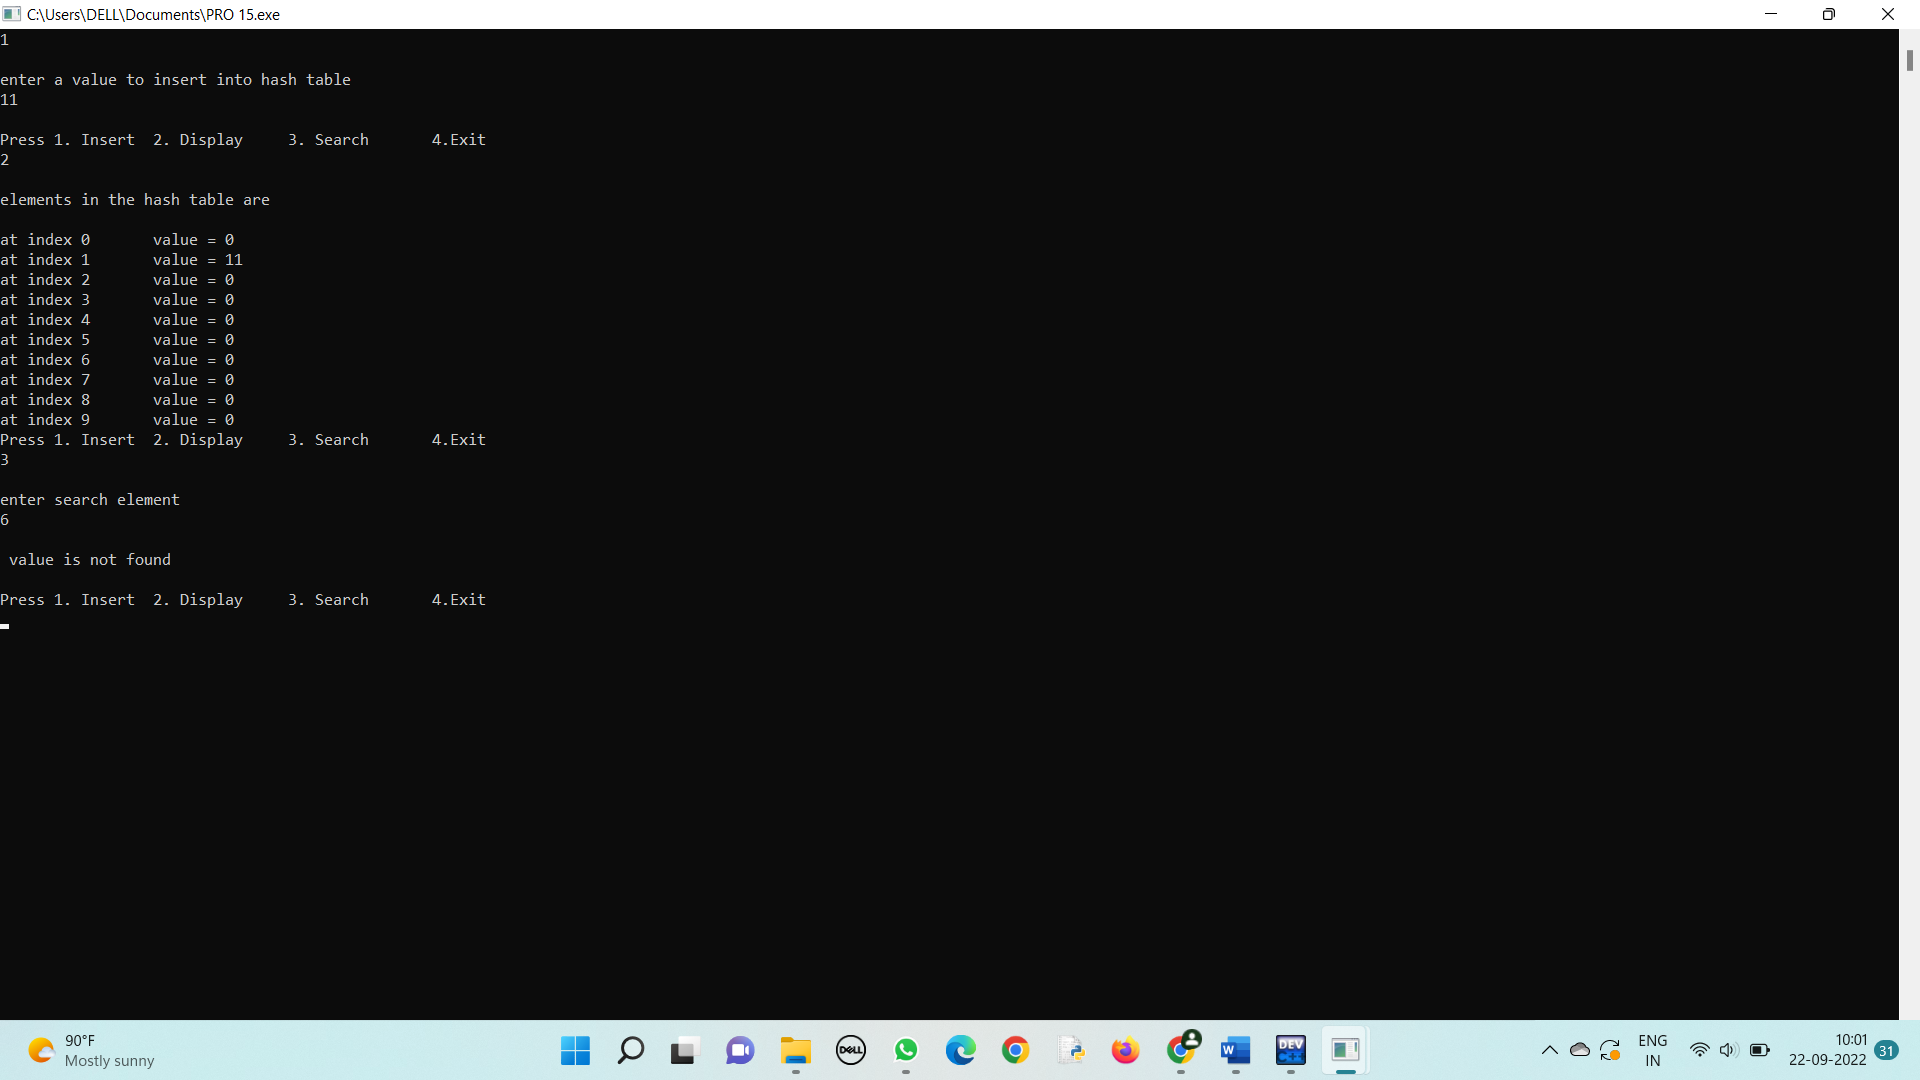 C:\Users\DELL\Documents\PRO 15.exe
1
enter a value to insert into hash table
11
Press 1. Insert  2. Display     3. Search       4.Exit
2
elements in the hash table are
at index 0       value = 0
at index 1       value = 11
at index 2       value = 0
at index 3       value = 0
at index 4       value = 0
at index 5       value = 0
at index 6       value = 0
at index 7       value = 0
at index 8       value = 0
at index 9       value = 0
Press 1. Insert  2. Display     3. Search       4.Exit
3
enter search element
6
 value is not found
Press 1. Insert  2. Display     3. Search       4.Exit
90°F
Mostly sunny
DELL
W
DEV
C++
ENG
IN
10:01
22-09-2022
31